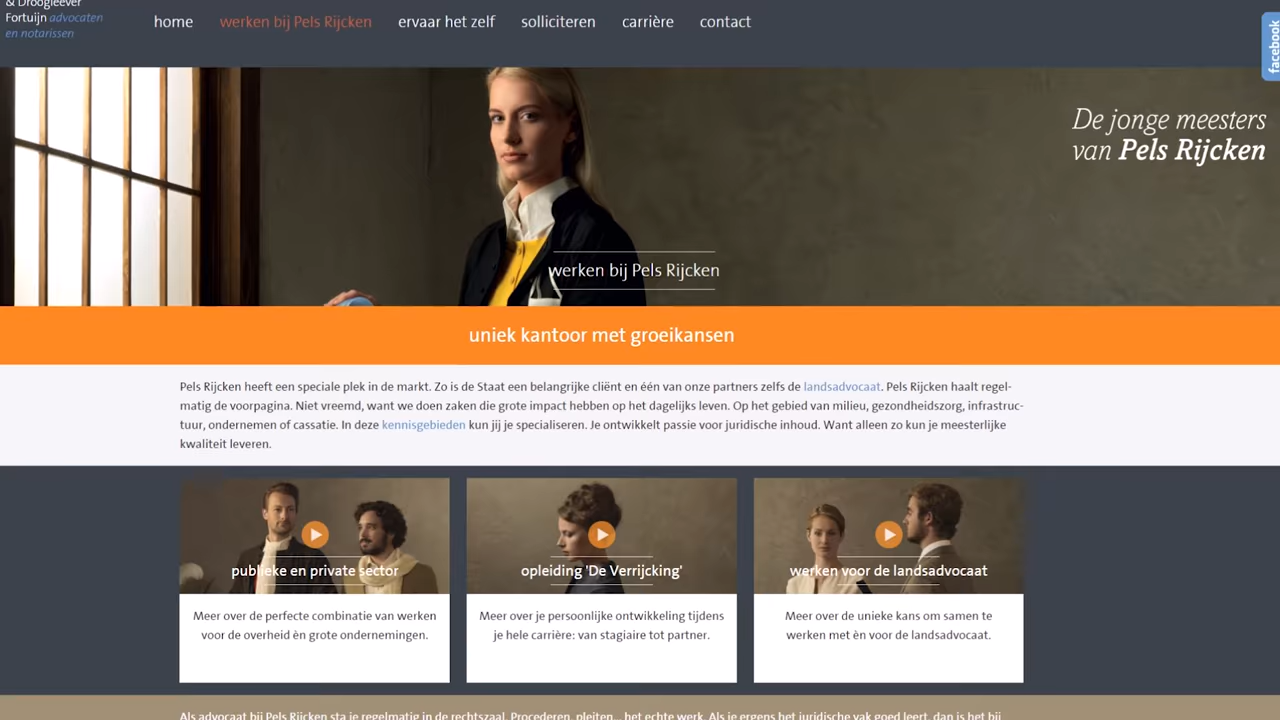 & Droogleever
Fortuijn advocaten
en notarissen
home werken bij Pels Rijcken ervaar het zelf solliciteren carrière contact
facebook
De jonge meesters
van Pels Rijcken
werken bij Pels Rijcken
uniek kantoor met groeikansen
Pels Rijcken heeft een speciale plek in de markt. Zo is de Staat een belangrijke cliënt en één van onze partners zelfs de landsadvocaat. Pels Rijcken haalt regel-
matig de voorpagina. Niet vreemd, want we doen zaken die grote impact hebben op het dagelijks leven. Op het gebied van milieu, gezondheidszorg, infrastruc-
tuur, ondernemen of cassatie. In deze kennisgebieden kun jij je specialiseren. Je ontwikkelt passie voor juridische inhoud. Want alleen zo kun je meesterlijke
kwaliteit leveren.
publieke en private sector
Meer over de perfecte combinatie van werken
voor de overheid èn grote ondernemingen.
opleiding 'De Verrijcking'
Meer over je persoonlijke ontwikkeling tijdens
je hele carrière: van stagiaire tot partner.
werken voor de landsadvocaat
Meer over de unieke kans om samen te
werken met èn voor de landsadvocaat.
Als advocaat bij Pels Rijcken sta je regelmatig in de rechtszaal. Procederen, pleiten... het echte werk. Als je ergens het juridische vak goed leert, dan is het bij